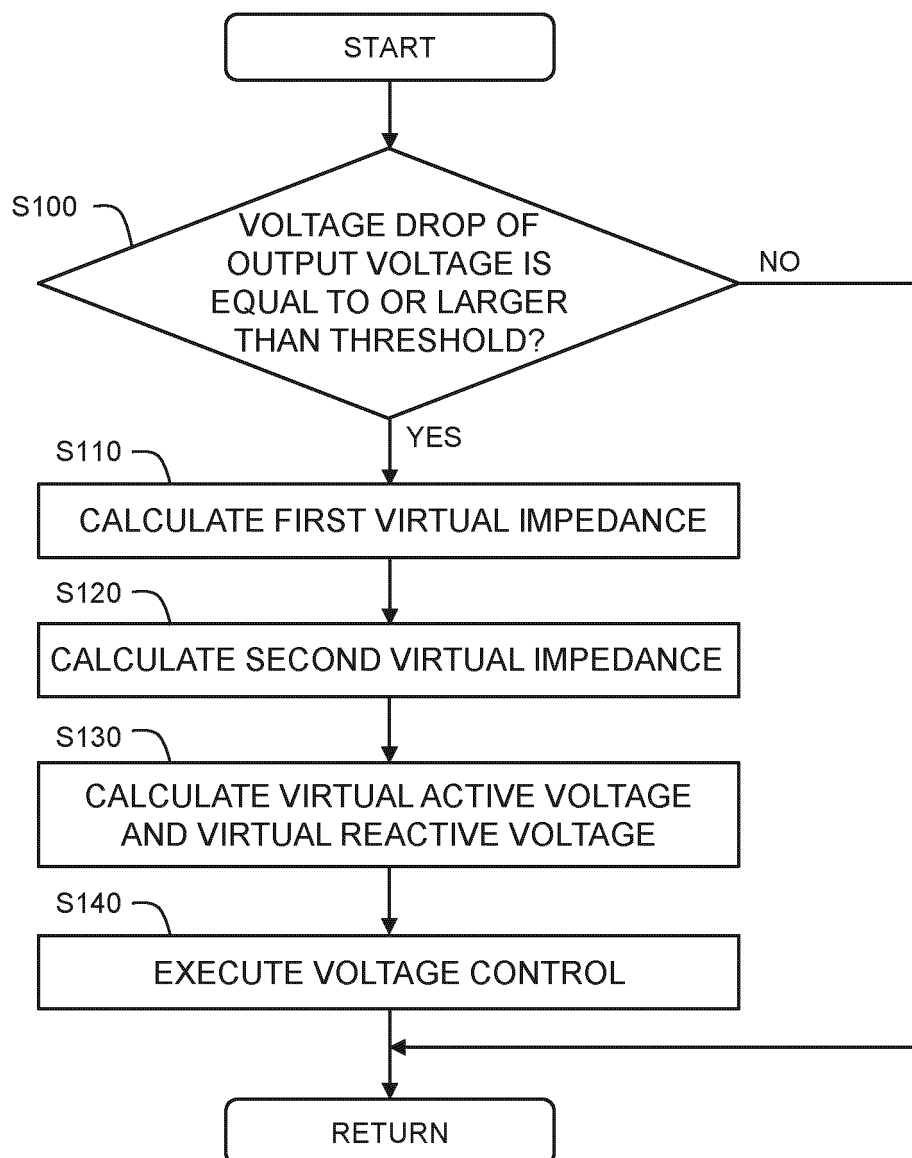 START
S100
VOLTAGE DROP OF
OUTPUT VOLTAGE IS
EQUAL TO OR LARGER
THAN THRESHOLD?
NO
YES
S110
CALCULATE FIRST VIRTUAL IMPEDANCE
S120
CALCULATE SECOND VIRTUAL IMPEDANCE
S130
CALCULATE VIRTUAL ACTIVE VOLTAGE
AND VIRTUAL REACTIVE VOLTAGE
S140
EXECUTE VOLTAGE CONTROL
RETURN